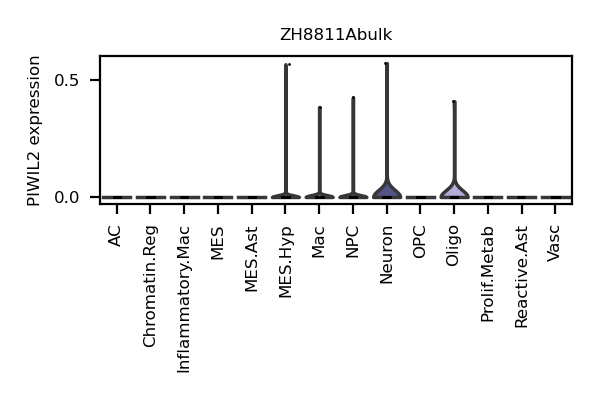 ZH8811Abulk
PIWIL2 expression
0.5
0.0
AC
Chromatin.Reg
Inflammatory.Mac
MES
MES.Ast
MES.Hyp
Mac
NPC
Neuron
OPC
Oligo
Prolif.Metab
Reactive.Ast
Vasc